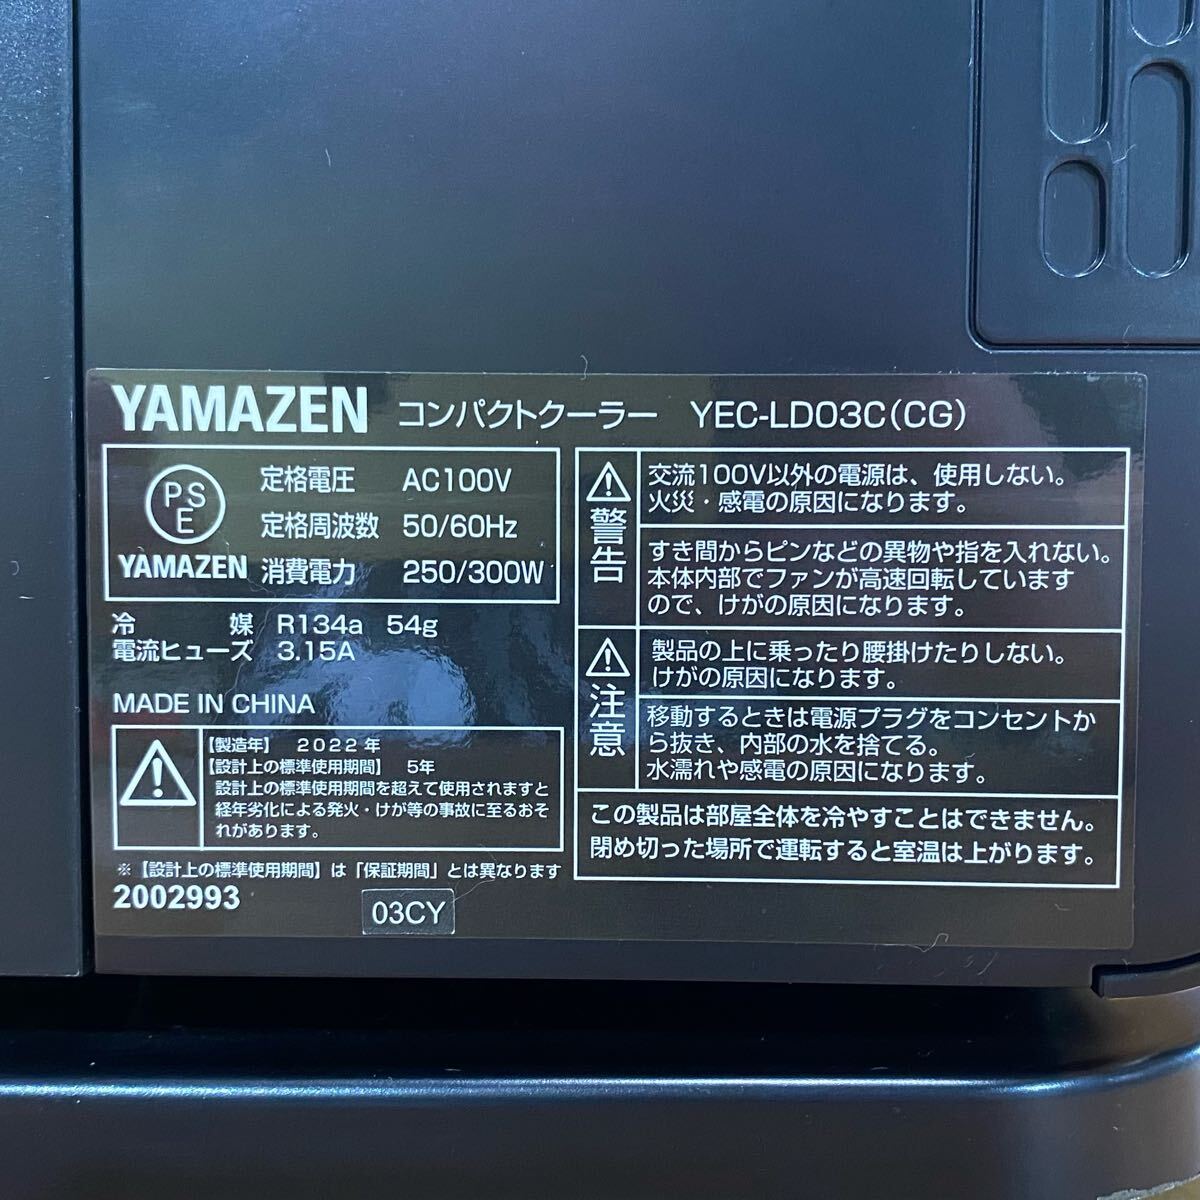 YAMAZEN コンパクトクーラー YEC-LD03C(CG)
PSE
YAMAZEN
定格電圧 AC100V
定格周波数 50/60Hz
消費電力 250/300W
冷媒 R134a 54g
電流ヒューズ 3.15A
MADE IN CHINA
【製造年】 2022年
【設計上の標準使用期間】 5年
設計上の標準使用期間を超えて使用されますと
経年劣化による発火・けが等の事故に至るおそ
れがあります。
※【設計上の標準使用期間】は「保証期間」とは異なります
2002993
03CY
警告
交流100V以外の電源は、使用しない。
火災・感電の原因になります。
すき間からピンなどの異物や指を入れない。
本体内部でファンが高速回転しています
ので、けがの原因になります。
注意
製品の上に乗ったり腰掛けたりしない。
けがの原因になります。
移動するときは電源プラグをコンセントか
ら抜き、内部の水を捨てる。
水濡れや感電の原因になります。
この製品は部屋全体を冷やすことはできません。
閉め切った場所で運転すると室温は上がります。